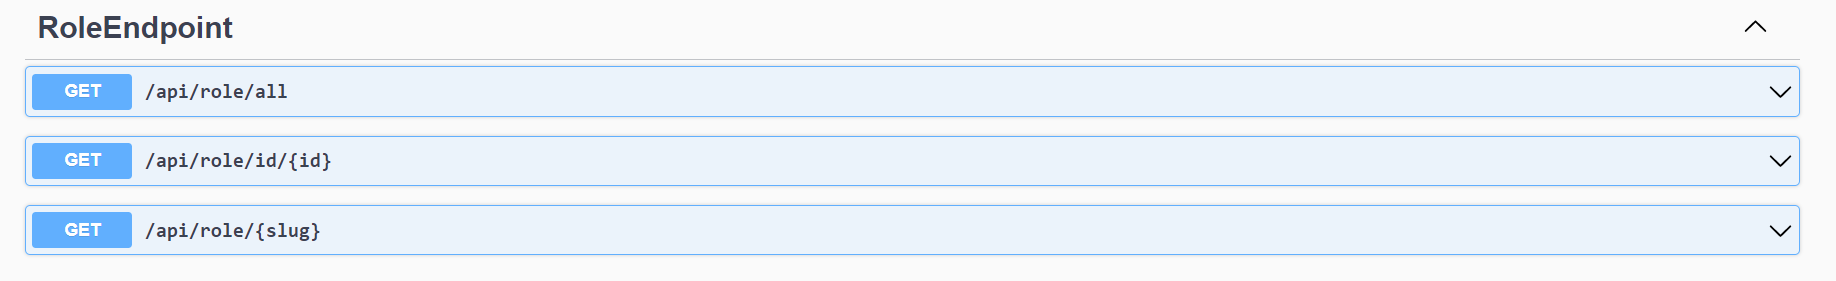 RoleEndpoint
GET /api/role/all
GET /api/role/id/{id}
GET /api/role/{slug}